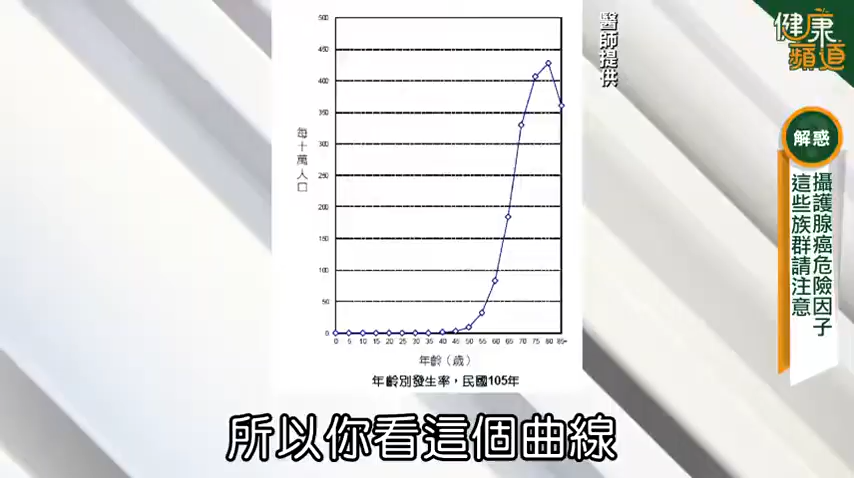 健康
頻道
醫師提供
解惑
攝護腺癌危險因子
這些族群請注意
500
450
400
350
300
250
200
150
100
50
0
每十萬人口
0 5 10 15 20 25 30 35 40 45 50 55 60 65 70 75 80 85+
年齡（歲）
年齡別發生率，民國105年
所以你看這個曲線